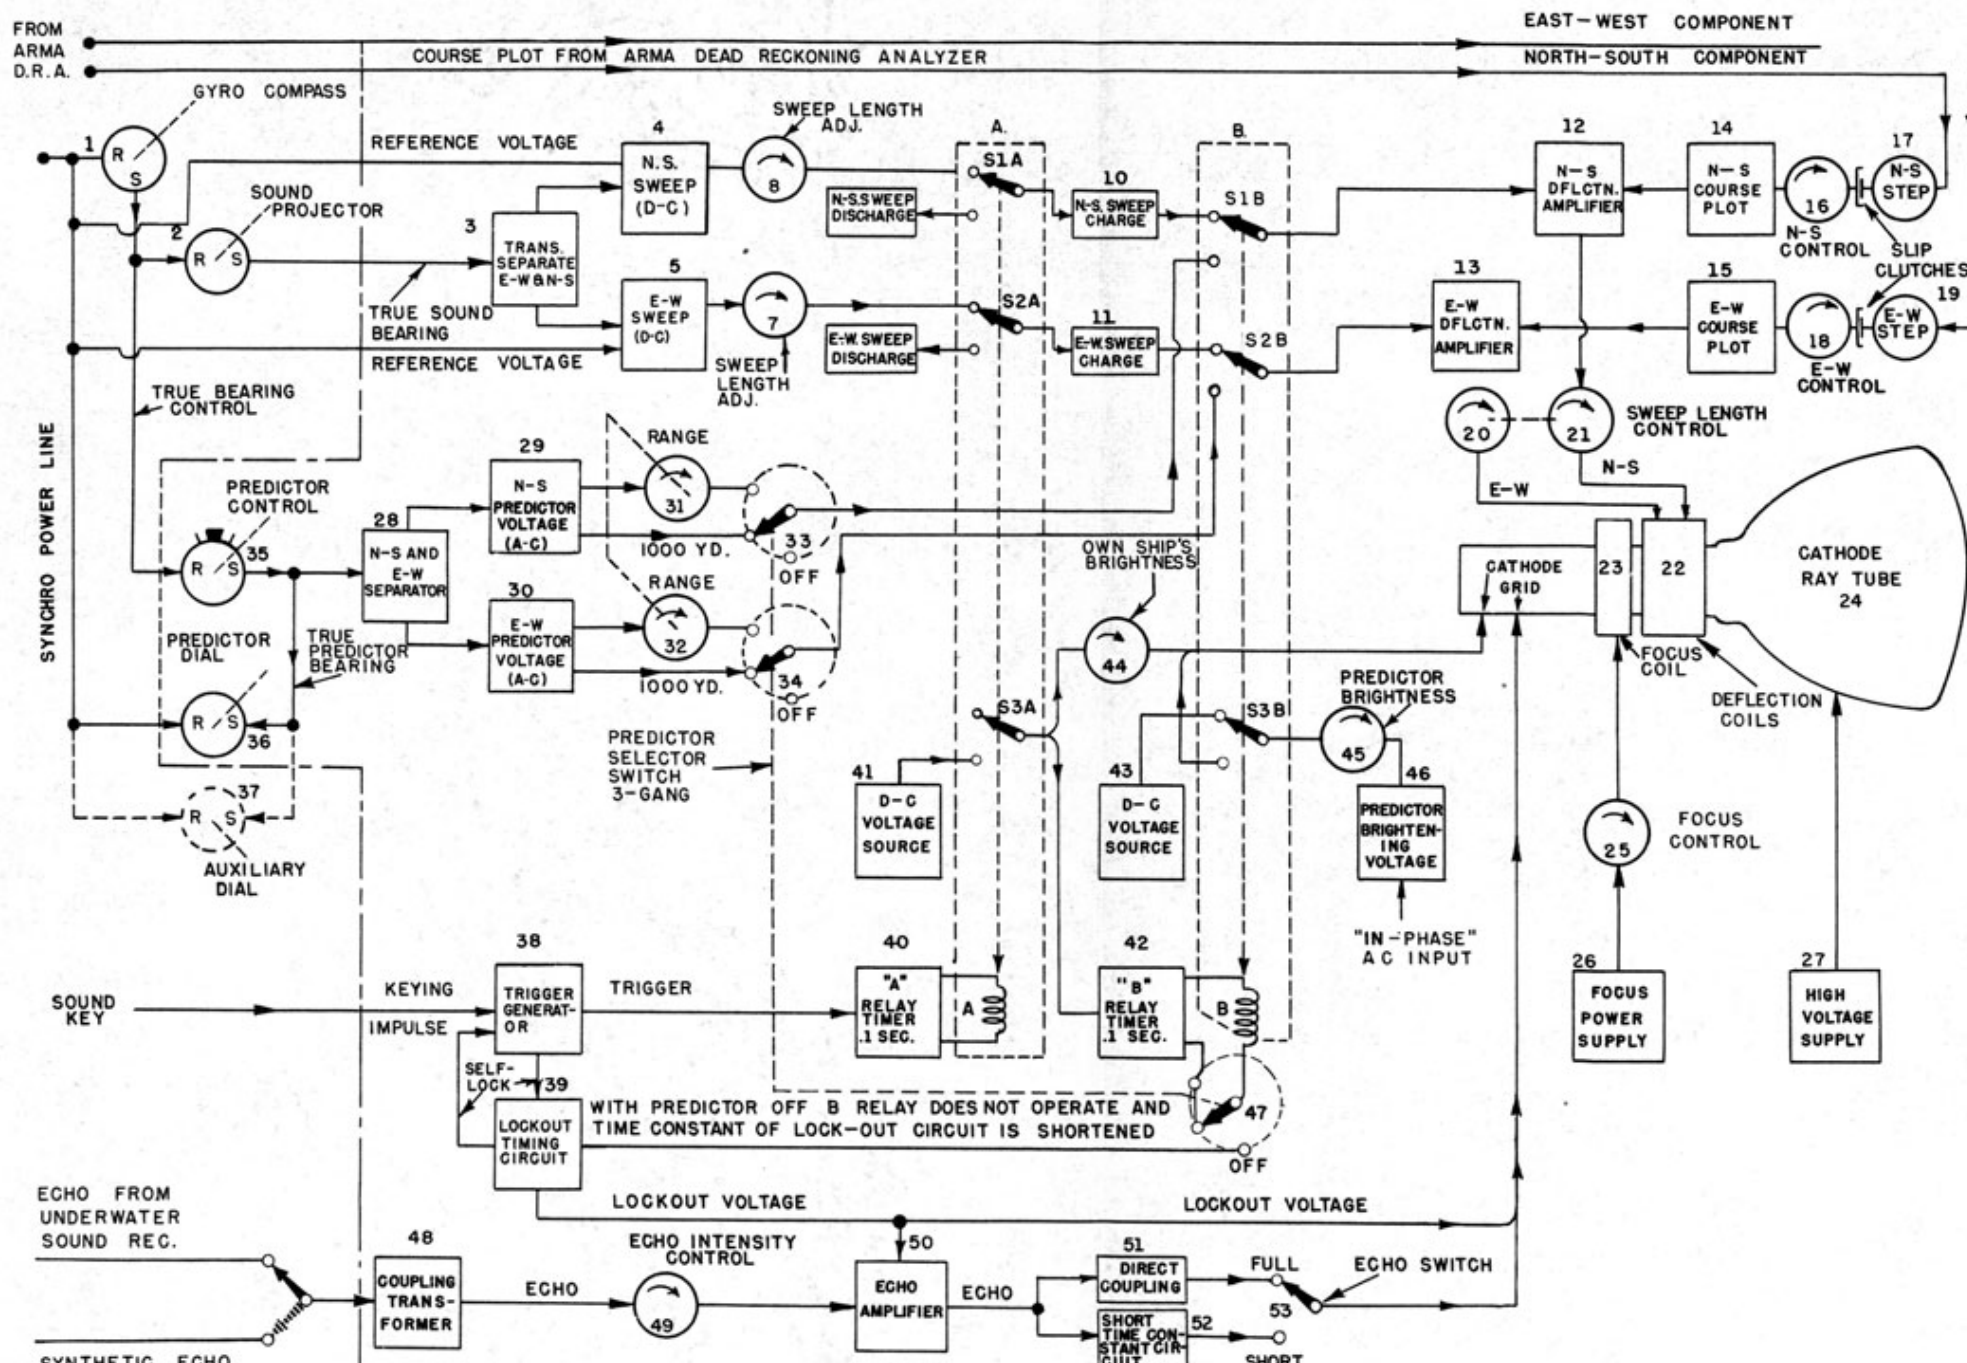 FROM
ARMA
D.R.A.
COURSE PLOT FROM ARMA DEAD RECKONING ANALYZER
EAST-WEST COMPONENT
NORTH-SOUTH COMPONENT
GYRO COMPASS
1
R
S
SOUND
PROJECTOR
2
R S
REFERENCE VOLTAGE
3
TRANS.
SEPARATE
E-W&N-S
TRUE SOUND
BEARING
REFERENCE VOLTAGE
4
N.S.
SWEEP
(D-C)
5
E-W
SWEEP
(D-C)
SWEEP LENGTH
ADJ.
8
7
SWEEP
LENGTH
ADJ.
N-S.SWEEP
DISCHARGE
E-W.SWEEP
DISCHARGE
A.
S1A
S2A
10
N-S.SWEEP
CHARGE
11
E-W.SWEEP
CHARGE
B.
S1B
S2B
12
N-S
DFLCTN.
AMPLIFIER
13
E-W
DFLCTN.
AMPLIFIER
14
N-S
COURSE
PLOT
15
E-W
COURSE
PLOT
16
N-S
CONTROL
17
N-S
STEP
SLIP
CLUTCHES
18
E-W
CONTROL
19
E-W
STEP
20
21
SWEEP LENGTH
CONTROL
N-S
E-W
TRUE BEARING
CONTROL
SYNCHRO POWER LINE
PREDICTOR
CONTROL
35
R S
PREDICTOR
DIAL
R S
36
TRUE
PREDICTOR
BEARING
37
R S
AUXILIARY
DIAL
28
N-S AND
E-W
SEPARATOR
29
N-S
PREDICTOR
VOLTAGE
(A-C)
30
E-W
PREDICTOR
VOLTAGE
(A-C)
RANGE
31
1000 YD.
RANGE
32
1000 YD.
33
OFF
34
OFF
PREDICTOR
SELECTOR
SWITCH
3-GANG
OWN SHIP'S
BRIGHTNESS
44
CATHODE
GRID
23
22
CATHODE
RAY TUBE
24
FOCUS
COIL
DEFLECTION
COILS
S3A
41
D-C
VOLTAGE
SOURCE
43
D-C
VOLTAGE
SOURCE
S3B
PREDICTOR
BRIGHTNESS
45
46
PREDICTOR
BRIGHTEN-
ING
VOLTAGE
"IN-PHASE"
AC INPUT
25
FOCUS
CONTROL
26
FOCUS
POWER
SUPPLY
27
HIGH
VOLTAGE
SUPPLY
SOUND
KEY
KEYING
IMPULSE
38
TRIGGER
GENERAT-
OR
TRIGGER
40
"A"
RELAY
TIMER
.1 SEC.
A
42
"B"
RELAY
TIMER
.1 SEC.
B
SELF-
LOCK
39
LOCKOUT
TIMING
CIRCUIT
WITH PREDICTOR OFF B RELAY DOES NOT OPERATE AND
TIME CONSTANT OF LOCK-OUT CIRCUIT IS SHORTENED
47
OFF
LOCKOUT VOLTAGE
LOCKOUT VOLTAGE
ECHO FROM
UNDERWATER
SOUND REC.
48
COUPLING
TRANS-
FORMER
ECHO
ECHO INTENSITY
CONTROL
49
50
ECHO
AMPLIFIER
ECHO
51
DIRECT
COUPLING
FULL
ECHO SWITCH
53
SHORT
TIME CON-
STANT CIR-
CUIT
52
SHORT
SYNTHETIC ECHO